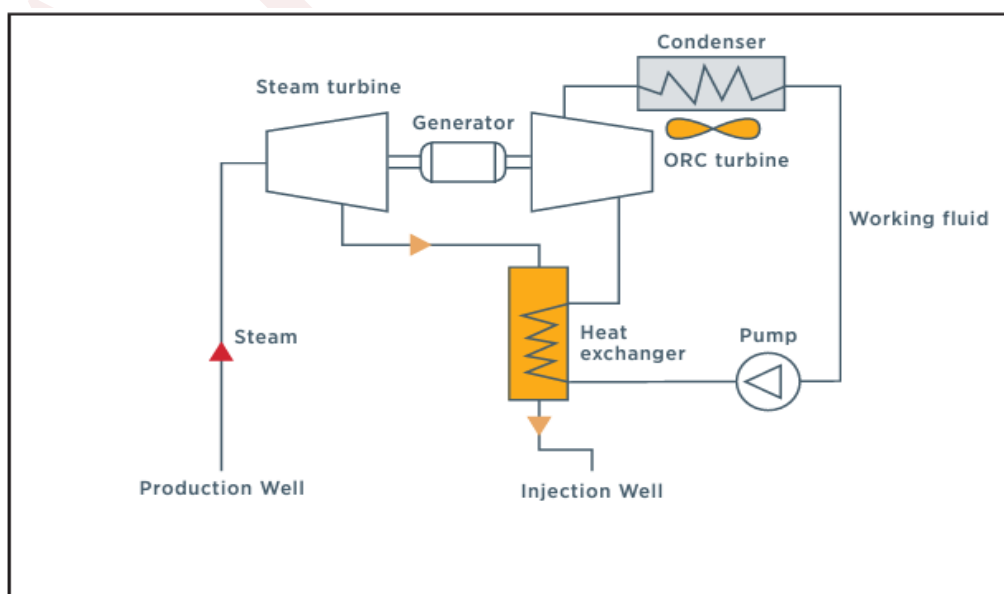 Condenser
Steam turbine
Generator
ORC turbine
Working fluid
Steam
Heat
exchanger
Pump
Production Well
Injection Well